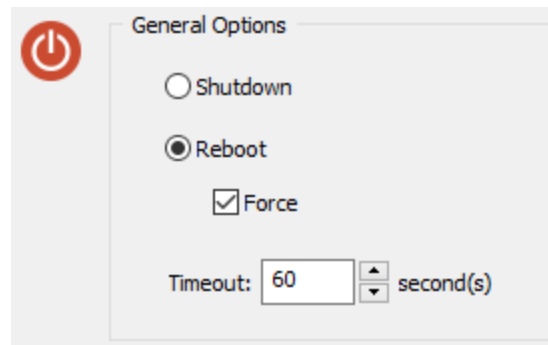 General Options
Shutdown
Reboot
Force
Timeout: 60 second(s)